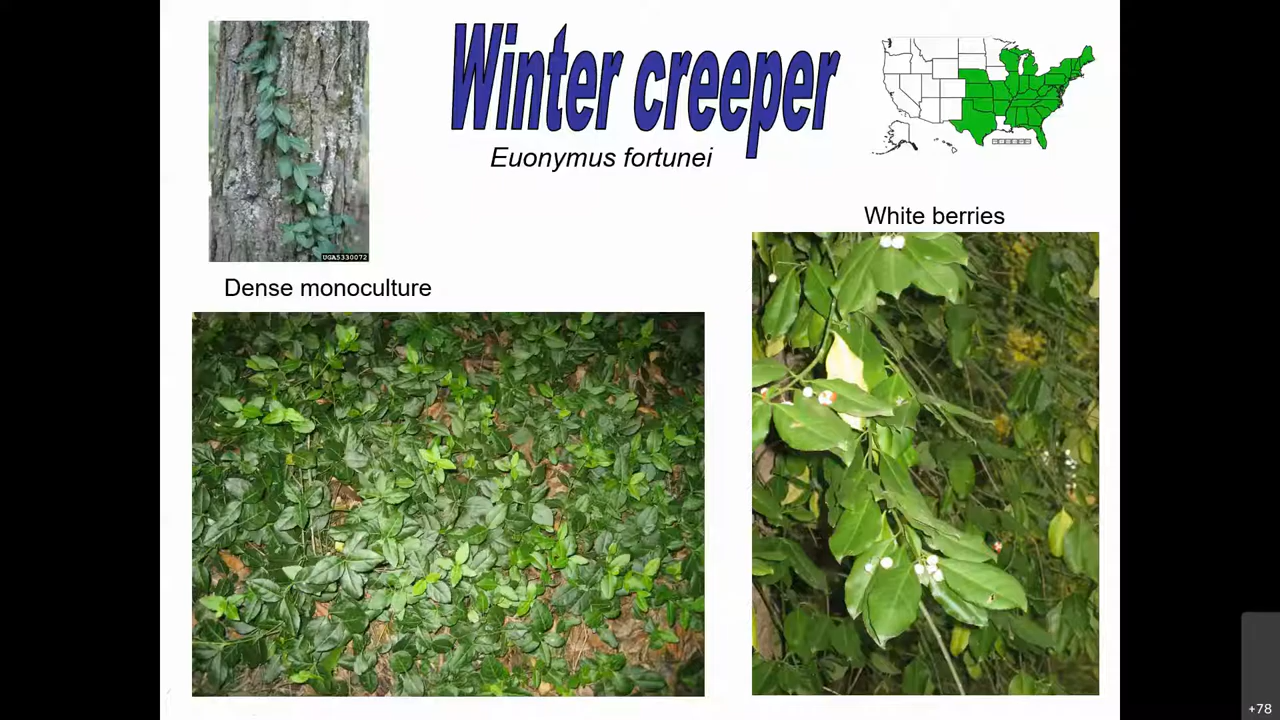 Winter creeper
Euonymus fortunei
UGA5330072
White berries
Dense monoculture
+78